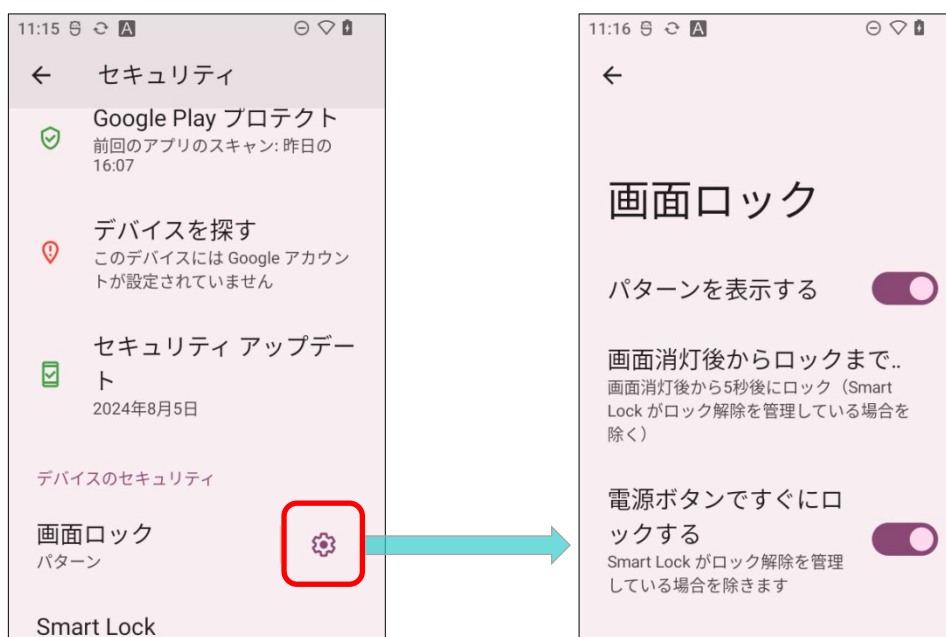 11:15
セキュリティ
Google Play プロテクト
前回のアプリのスキャン: 昨日の
16:07
デバイスを探す
このデバイスには Google アカウン
トが設定されていません
セキュリティ アップデー
ト
2024年8月5日
デバイスのセキュリティ
画面ロック
パターン
Smart Lock
11:16
画面ロック
パターンを表示する
画面消灯後からロックまで..
画面消灯後から5秒後にロック（Smart
Lock がロック解除を管理している場合を
除く）
電源ボタンですぐにロ
ックする
Smart Lock がロック解除を管理
している場合を除きます